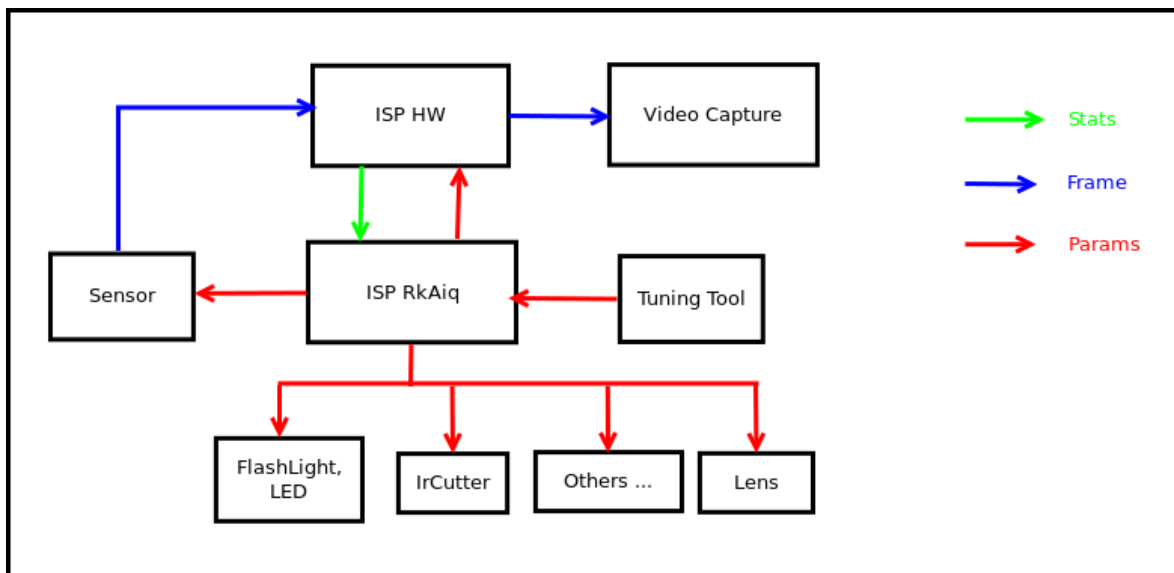 ISP HW
Video Capture
Stats
Frame
Params
Sensor
ISP RkAiq
Tuning Tool
FlashLight,
LED
IrCutter
Others ...
Lens